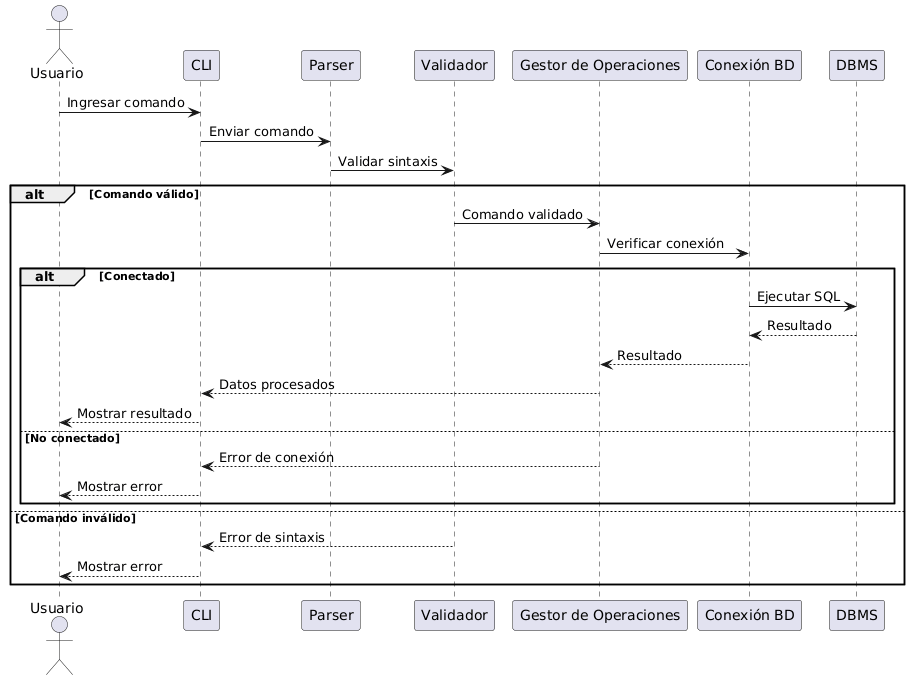 Usuario
CLI
Parser
Validador
Gestor de Operaciones
Conexión BD
DBMS
Ingresar comando
Enviar comando
Validar sintaxis
alt [Comando válido]
Comando validado
Verificar conexión
alt [Conectado]
Ejecutar SQL
Resultado
Resultado
Datos procesados
Mostrar resultado
[No conectado]
Error de conexión
Mostrar error
[Comando inválido]
Error de sintaxis
Mostrar error
Usuario
CLI
Parser
Validador
Gestor de Operaciones
Conexión BD
DBMS